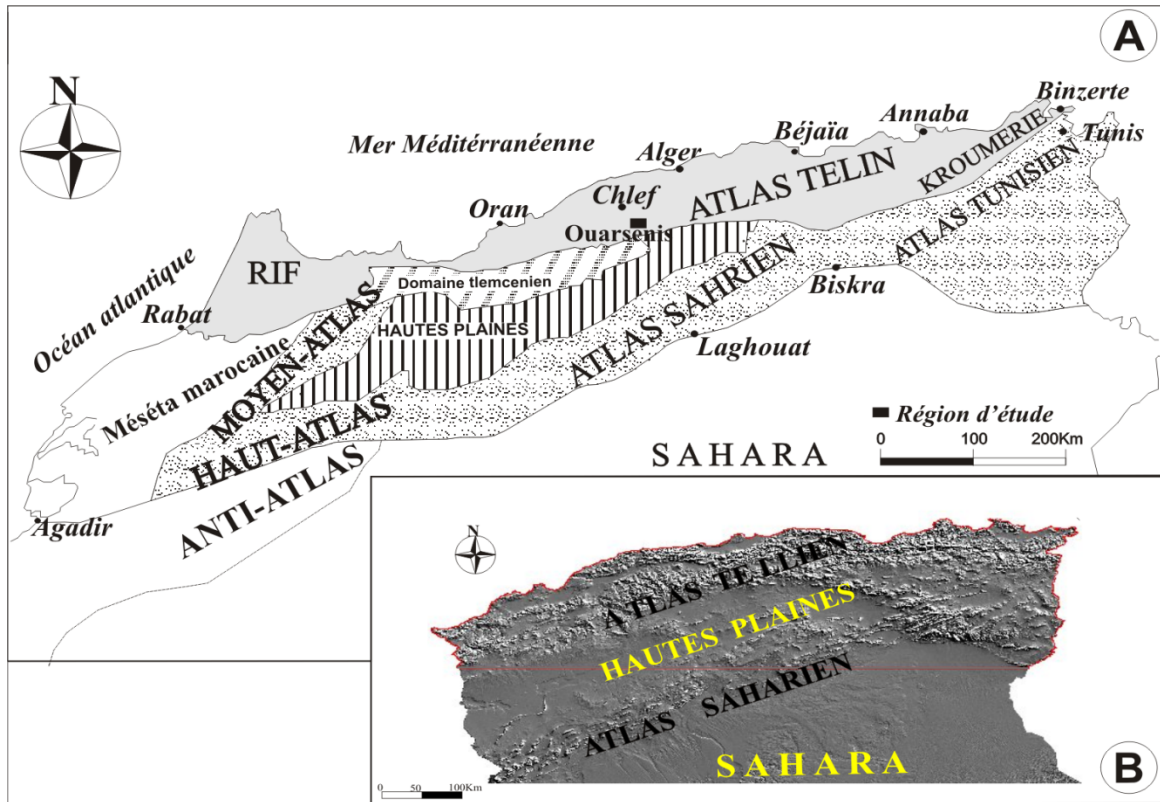 A
N
Mer Méditérranéenne
Océan atlantique
Binzerte
Tunis
Annaba
Béjaïa
Alger
Chlef
Oran
Ouarsenis
Rabat
Agadir
Biskra
Laghouat
RIF
ATLAS TELIN
KROUMERIE
ATLAS TUNISIEN
Domaine tlemcenien
HAUTES PLAINES
ATLAS SAHRIEN
MOYEN-ATLAS
Méséta marocaine
HAUT-ATLAS
ANTI-ATLAS
SAHARA
Région d'étude
0 100 200Km
N
ATLAS TELLIEN
HAUTES PLAINES
ATLAS SAHARIEN
SAHARA
0 50 100Km
B